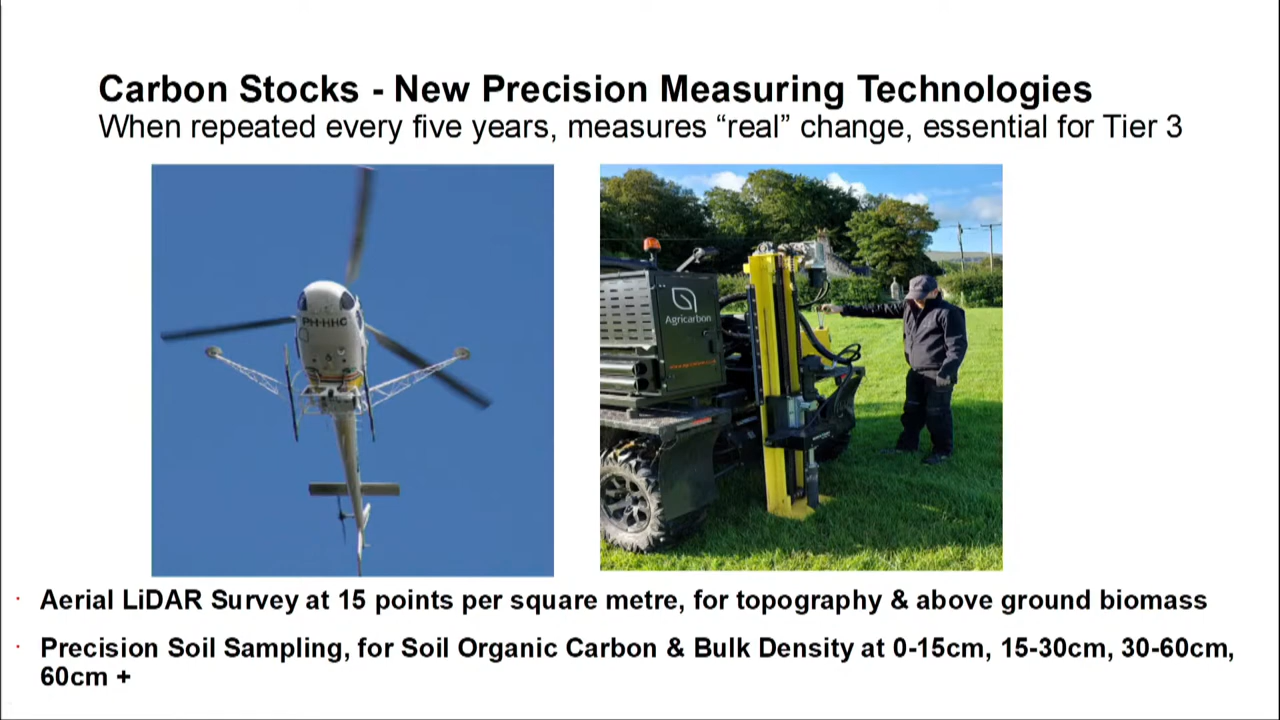 Carbon Stocks - New Precision Measuring Technologies
When repeated every five years, measures “real” change, essential for Tier 3
PH-HHC
Agricarbon
· Aerial LiDAR Survey at 15 points per square metre, for topography & above ground biomass
· Precision Soil Sampling, for Soil Organic Carbon & Bulk Density at 0-15cm, 15-30cm, 30-60cm,
60cm +